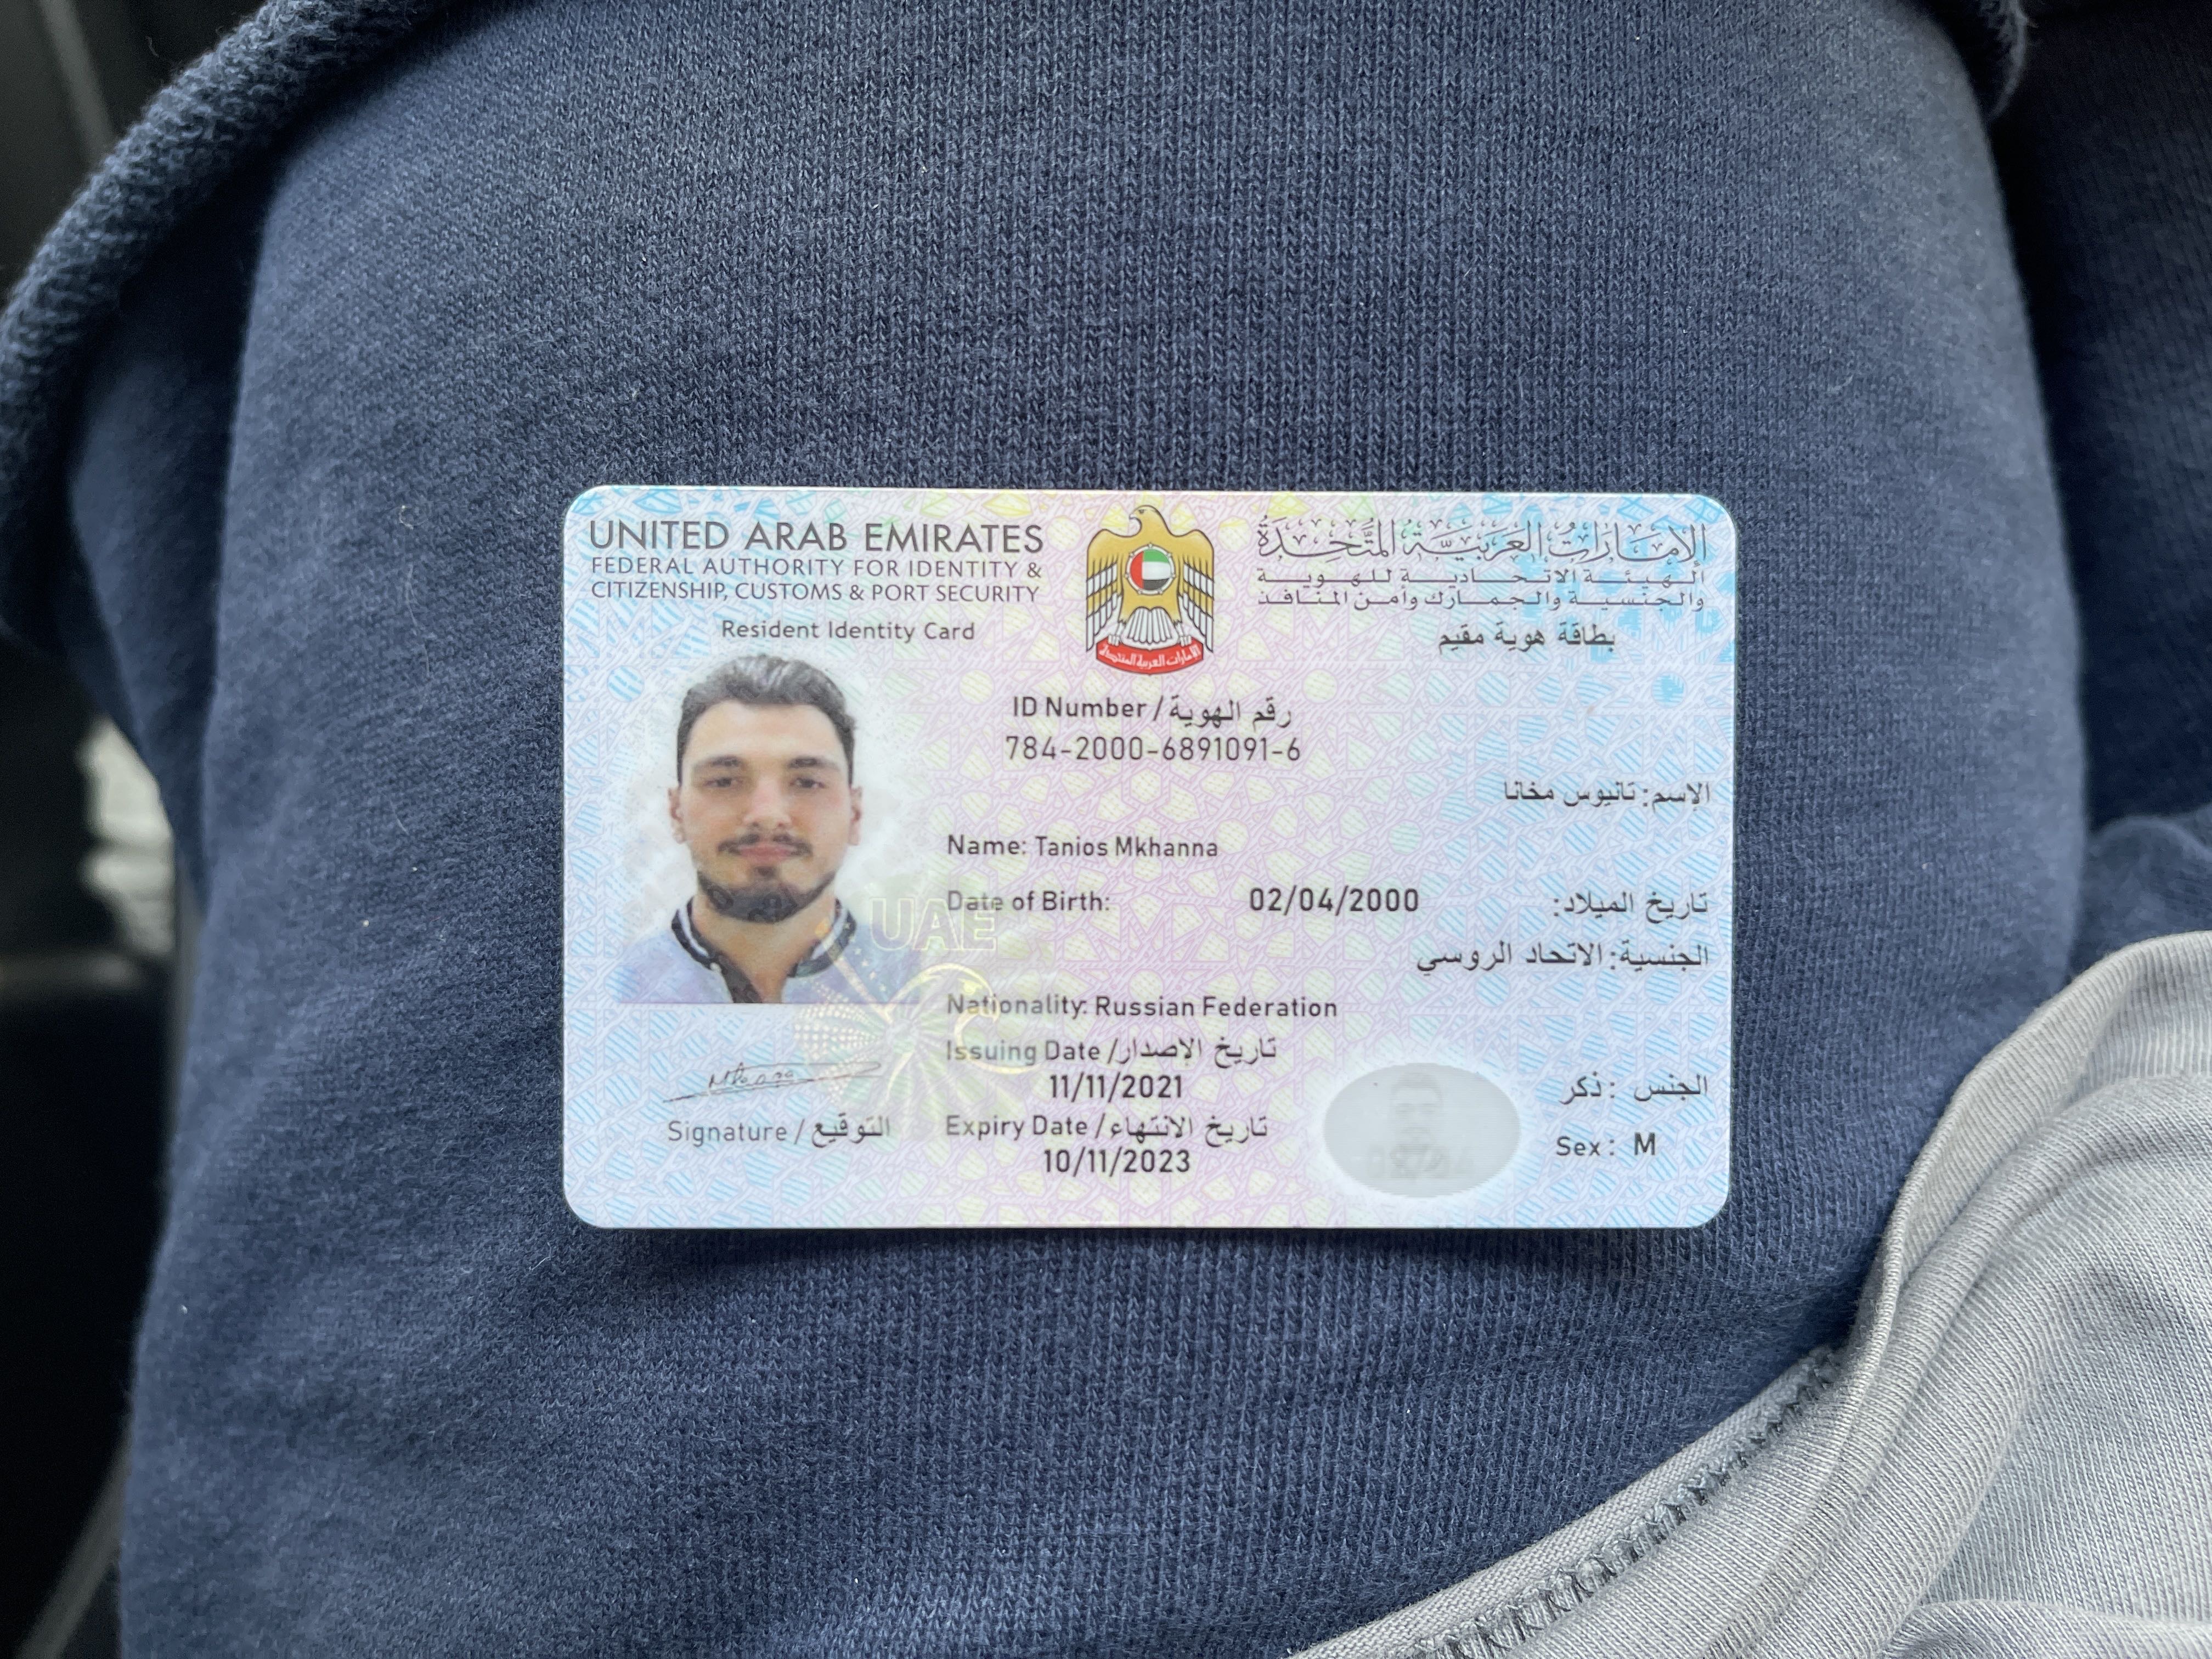 UNITED ARAB EMIRATES
FEDERAL AUTHORITY FOR IDENTITY &
CITIZENSHIP, CUSTOMS & PORT SECURITY
الإمارات العربية المتحدة
الهيئة الاتحادية للهوية
والجنسية والجمارك وأمن المنافذ
Resident Identity Card
بطاقة هوية مقيم
ID Number / رقم الهوية
784-2000-6891091-6
الإسم: تانيوس مخانا
Name: Tanios Mkhanna
Date of Birth: 02/04/2000 تاريخ الميلاد:
الجنسية: الاتحاد الروسي
Nationality: Russian Federation
Issuing Date / تاريخ الإصدار
11/11/2021
Expiry Date / تاريخ الانتهاء
10/11/2023
الجنس : ذكر
Sex : M
Signature / التوقيع
UAE